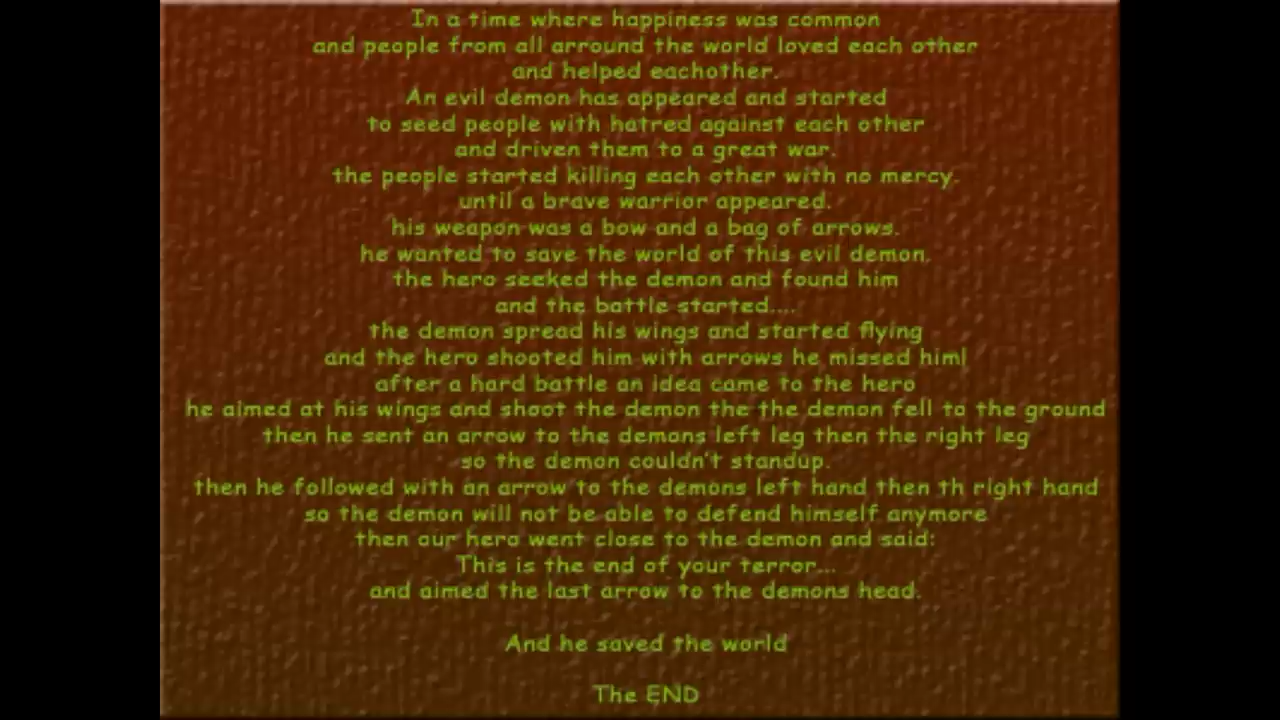 In a time where happiness was common
and people from all arround the world loved each other
and helped eachother.
An evil demon has appeared and started
to seed people with hatred against each other
and driven them to a great war.
the people started killing each other with no mercy.
until a brave warrior appeared.
his weapon was a bow and a bag of arrows.
he wanted to save the world of this evil demon.
the hero seeked the demon and found him
and the battle started....
the demon spread his wings and started flying
and the hero shooted him with arrows he missed him|
after a hard battle an idea came to the hero
he aimed at his wings and shoot the demon the the demon fell to the ground
then he sent an arrow to the demons left leg then the right leg
so the demon couldn't standup.
then he followed with an arrow to the demons left hand then th right hand
so the demon will not be able to defend himself anymore
then our hero went close to the demon and said:
This is the end of your terror...
and aimed the last arrow to the demons head.
And he saved the world
The END